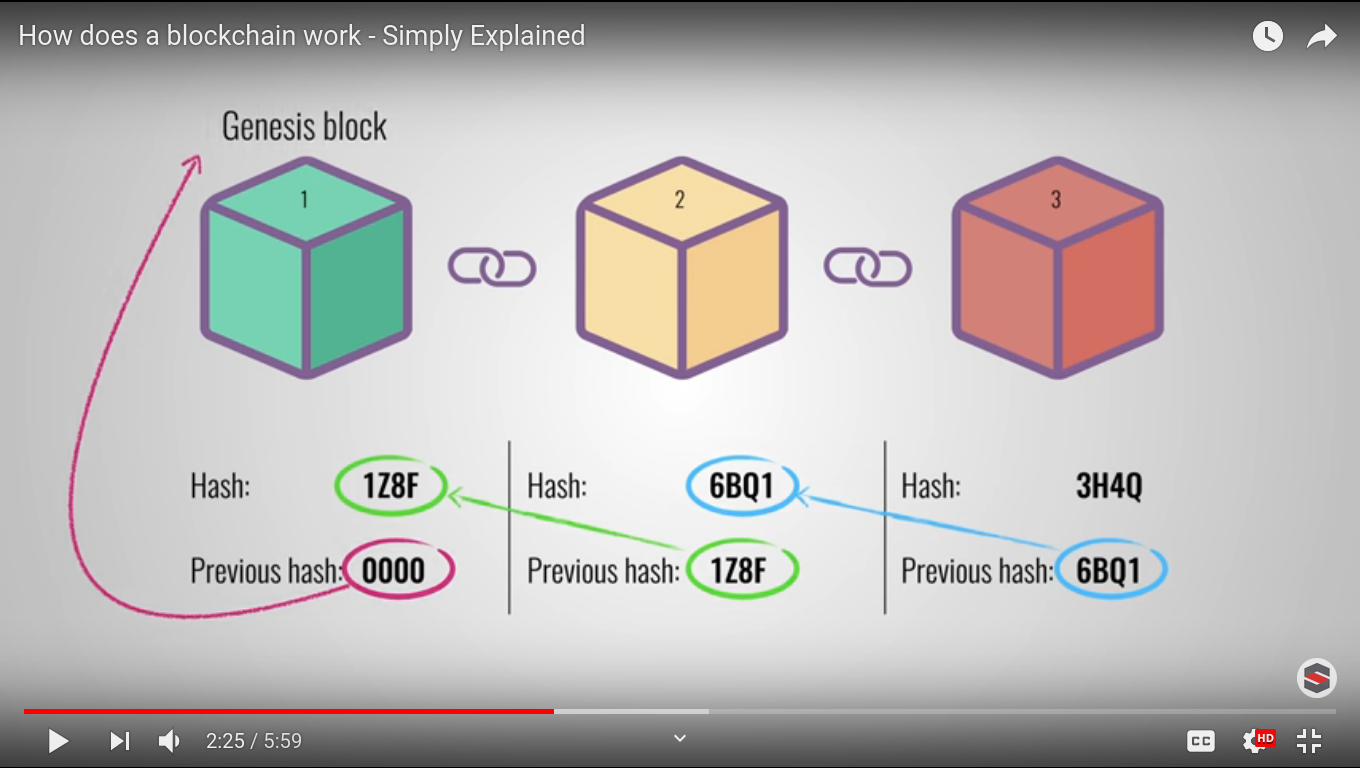 How does a blockchain work - Simply Explained
Genesis block
1
2
3
Hash: 1Z8F
Previous hash: 0000
Hash: 6BQ1
Previous hash: 1Z8F
Hash: 3H4Q
Previous hash: 6BQ1
2:25 / 5:59
CC
HD